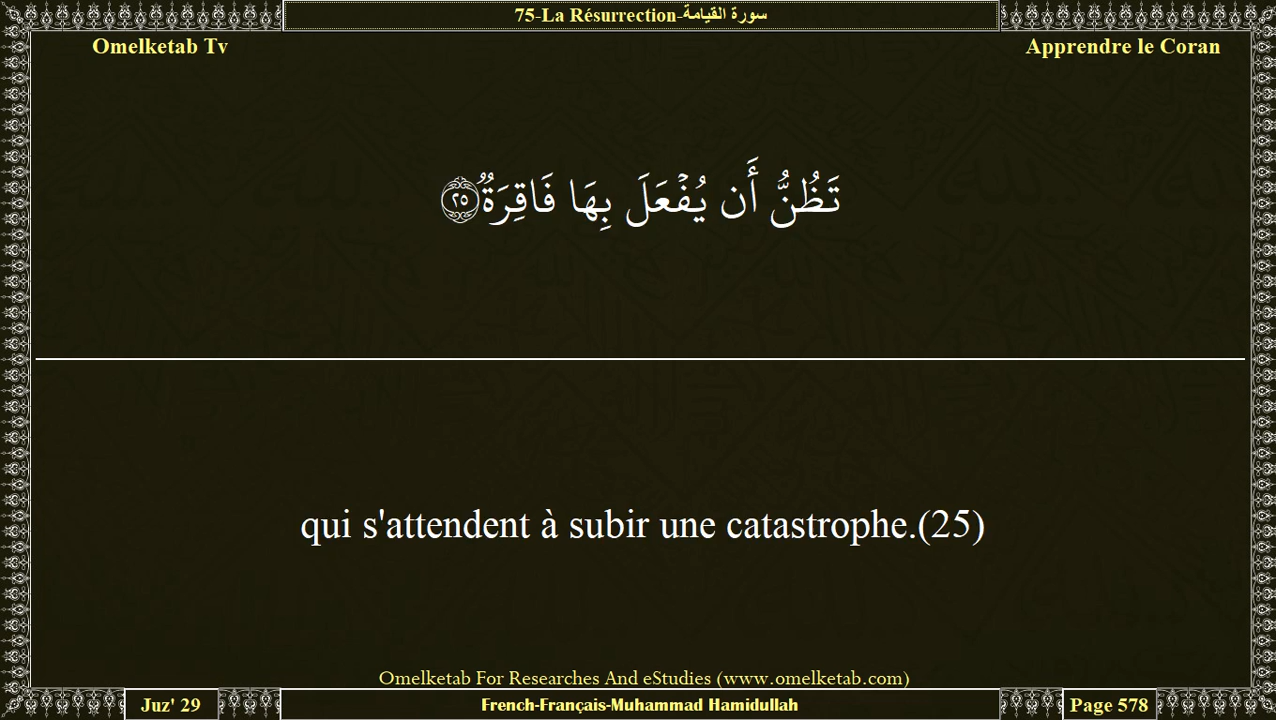 75-La Résurrection-سورة القيامة
Omelketab Tv
Apprendre le Coran
تَظُنُّ أَن يُفْعَلَ بِهَا فَاقِرَةٌ ٢٥
qui s'attendent à subir une catastrophe.(25)
Omelketab For Researches And eStudies (www.omelketab.com)
Juz' 29
French-Français-Muhammad Hamidullah
Page 578